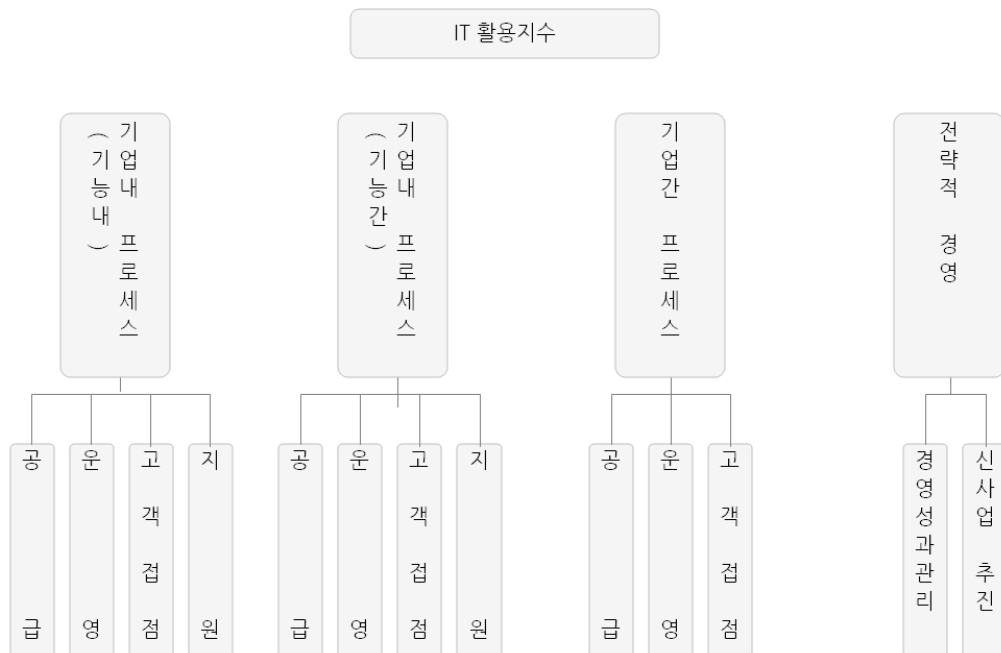 IT 활용지수
기업내 프로세스
(기능내)
기업내 프로세스
(기능간)
기업간 프로세스
전략적 경영
공급
운영
고객접점
지원
공급
운영
고객접점
지원
공급
운영
고객접점
경영성과관리
신사업 추진